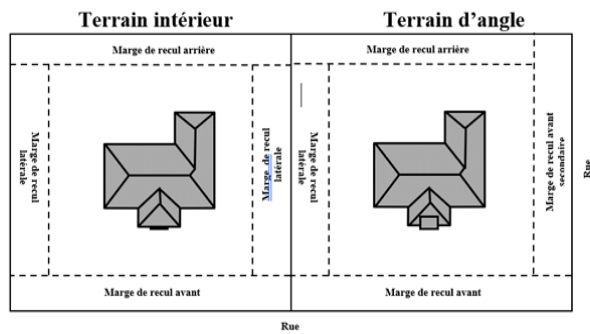 Terrain intérieur
Terrain d'angle
Marge de recul arrière
Marge de recul arrière
Marge de recul
latérale
Marge de recul
latérale
Marge de recul
latérale
Marge de recul avant
secondaire
Rue
Marge de recul avant
Marge de recul avant
Rue